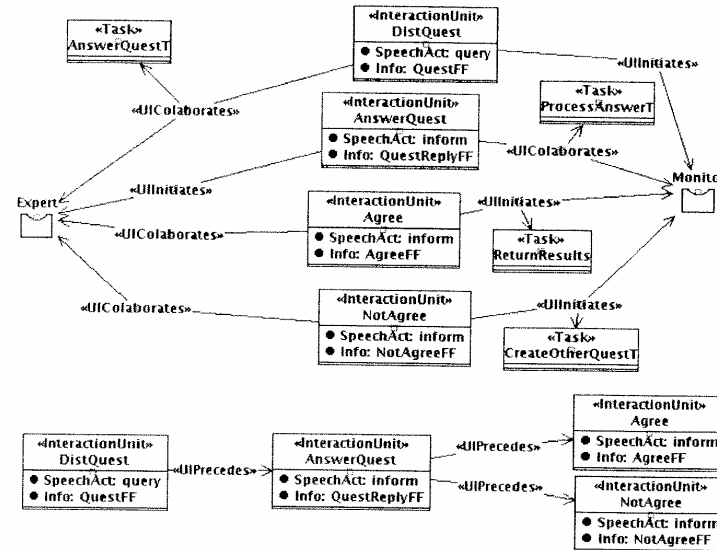 «Task»
AnswerQuestT
«InteractionUnit»
DistQuest
SpeechAct: query
Info: QuestFF
«UIInitiates»
«UIColaborates»
«InteractionUnit»
AnswerQuest
SpeechAct: inform
Info: QuestReplyFF
«Task»
ProcessAnswerT
«UIColaborates»
«UIInitiates»
Expert
Monito
«InteractionUnit»
Agree
SpeechAct: inform
Info: AgreeFF
«UIInitiates»
«UIColaborates»
«Task»
ReturnResults
«InteractionUnit»
NotAgree
SpeechAct: inform
Info: NotAgreeFF
«UIColaborates»
«UIInitiates»
«Task»
CreateOtherQuestT
«InteractionUnit»
DistQuest
SpeechAct: query
Info: QuestFF
«UIPrecedes»
«InteractionUnit»
AnswerQuest
SpeechAct: inform
Info: QuestReplyFF
«UIPrecedes»
«UIPrecedes»
«InteractionUnit»
Agree
SpeechAct: inform
Info: AgreeFF
«InteractionUnit»
NotAgree
SpeechAct: inform
Info: NotAgreeFF